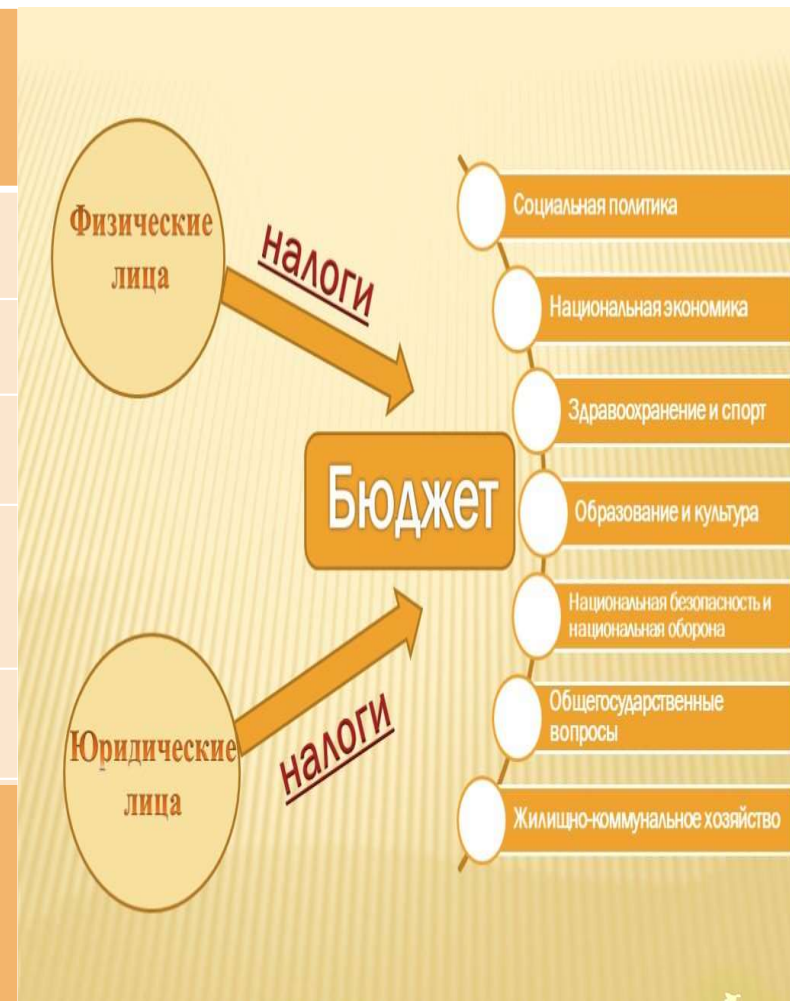 Физические
лица
налоги
Бюджет
Юридические
лица
налоги
Социальная политика
Национальная экономика
Здравоохранение и спорт
Образование и культура
Национальная безопасность и
национальная оборона
Общегосударственные
вопросы
Жилищно-коммунальное хозяйство